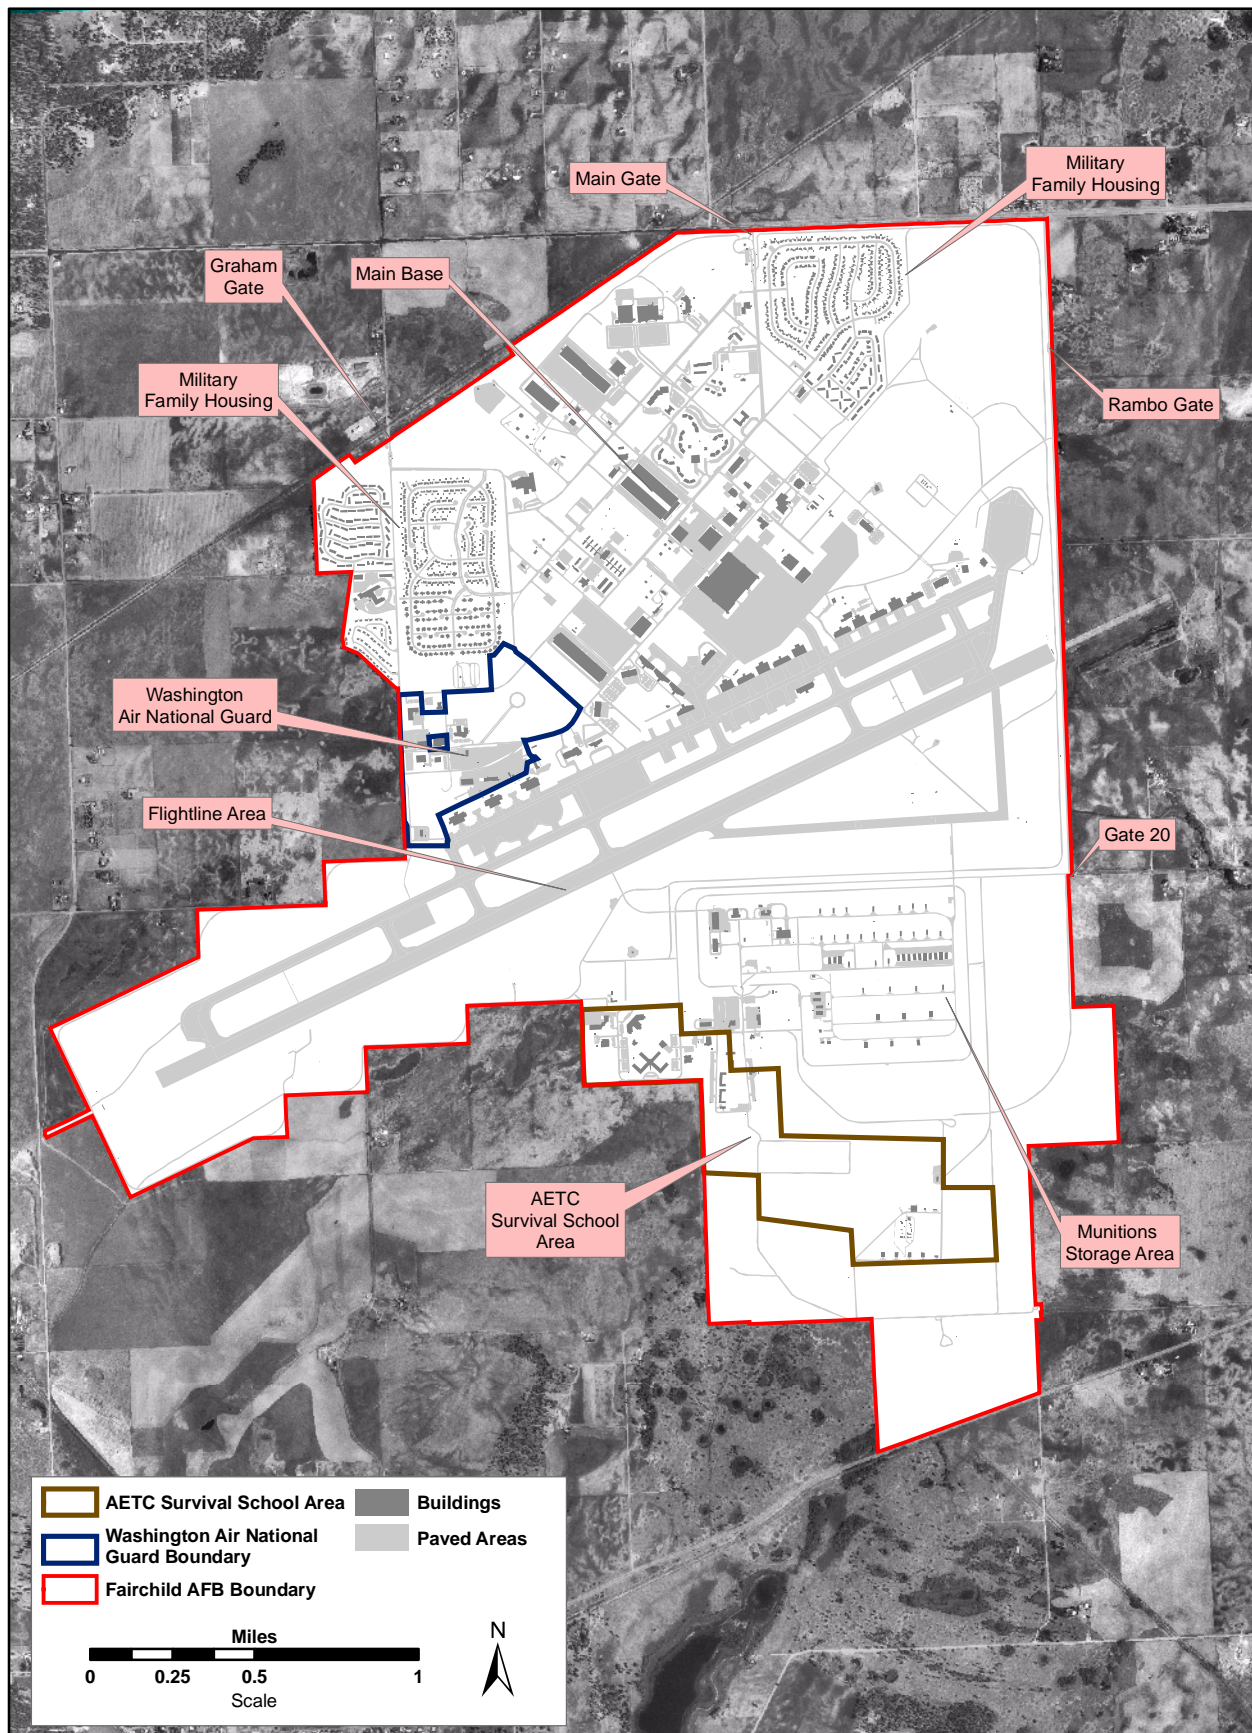 Main Gate
Military
Family Housing
Graham
Gate
Main Base
Military
Family Housing
Rambo Gate
Washington
Air National Guard
Flightline Area
Gate 20
AETC
Survival School
Area
Munitions
Storage Area
AETC Survival School Area
Washington Air National
Guard Boundary
Fairchild AFB Boundary
Buildings
Paved Areas
Miles
0 0.25 0.5 1
Scale
N